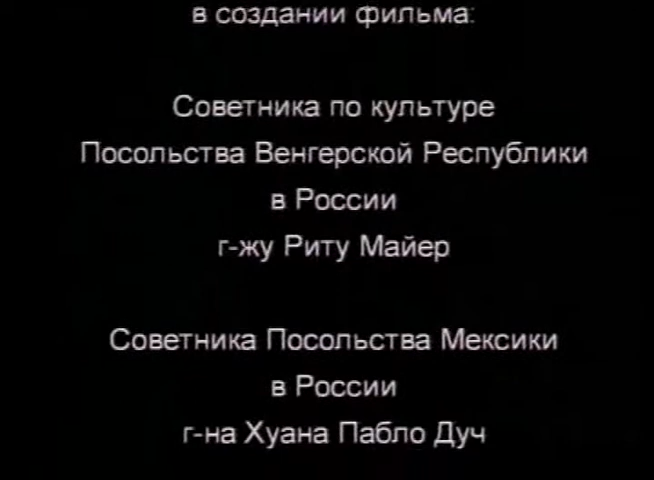 в создании фильма:
Советника по культуре
Посольства Венгерской Республики
в России
г-жу Риту Майер
Советника Посольства Мексики
в России
г-на Хуана Пабло Дуч